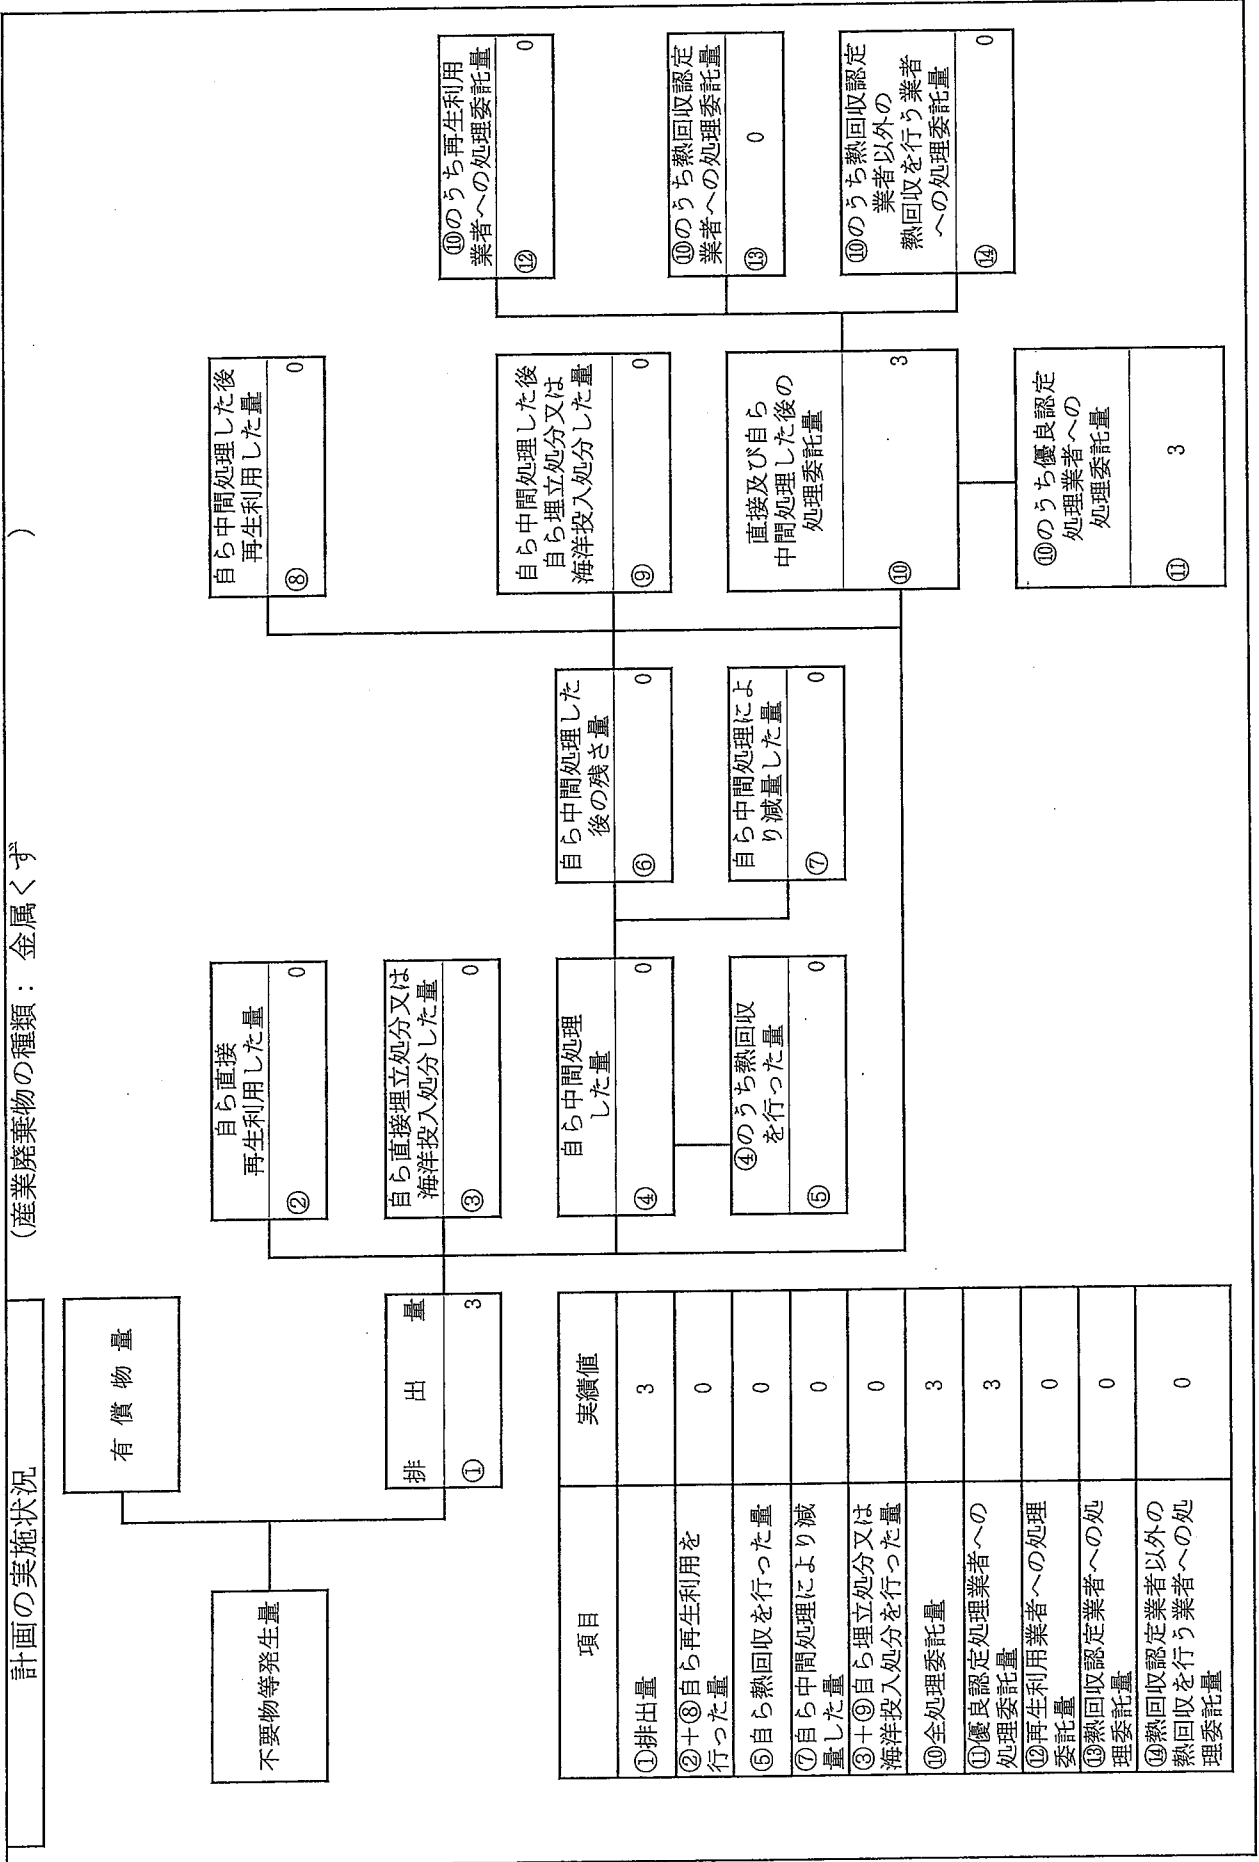 計画の実施状況
(産業廃棄物の種類： 金属くず )
不要物等発生量
有償物量
排出量
① 3
自ら直接
再生利用した量
② 0
自ら直接埋立処分又は
海洋投入処分した量
③ 0
自ら中間処理
した量
④ 0
④のうち熱回収
を行った量
⑤ 0
自ら中間処理した
後の残さ量
⑥ 0
自ら中間処理によ
り減量した量
⑦ 0
自ら中間処理した後
再生利用した量
⑧ 0
自ら中間処理した後
自ら埋立処分又は
海洋投入処分した量
⑨ 0
直接及び自ら
中間処理した後の
処理委託量
⑩ 3
⑩のうち優良認定
処理業者への
処理委託量
⑪ 3
⑩のうち再生利用
業者への処理委託量
⑫ 0
⑩のうち熱回収認定
業者への処理委託量
⑬ 0
⑩のうち熱回収認定
業者以外の
熱回収を行う業者
への処理委託量
⑭ 0
項目 実績値
①排出量 3
②＋⑧自ら再生利用を
行った量 0
⑤自ら熱回収を行った量 0
⑦自ら中間処理により減
量した量 0
③＋⑨自ら埋立処分又は
海洋投入処分を行った量 0
⑩全処理委託量 3
⑪優良認定処理業者への
処理委託量 3
⑫再生利用業者への処理
委託量 0
⑬熱回収認定業者への処
理委託量 0
⑭熱回収認定業者以外の
熱回収を行う業者への処
理委託量 0